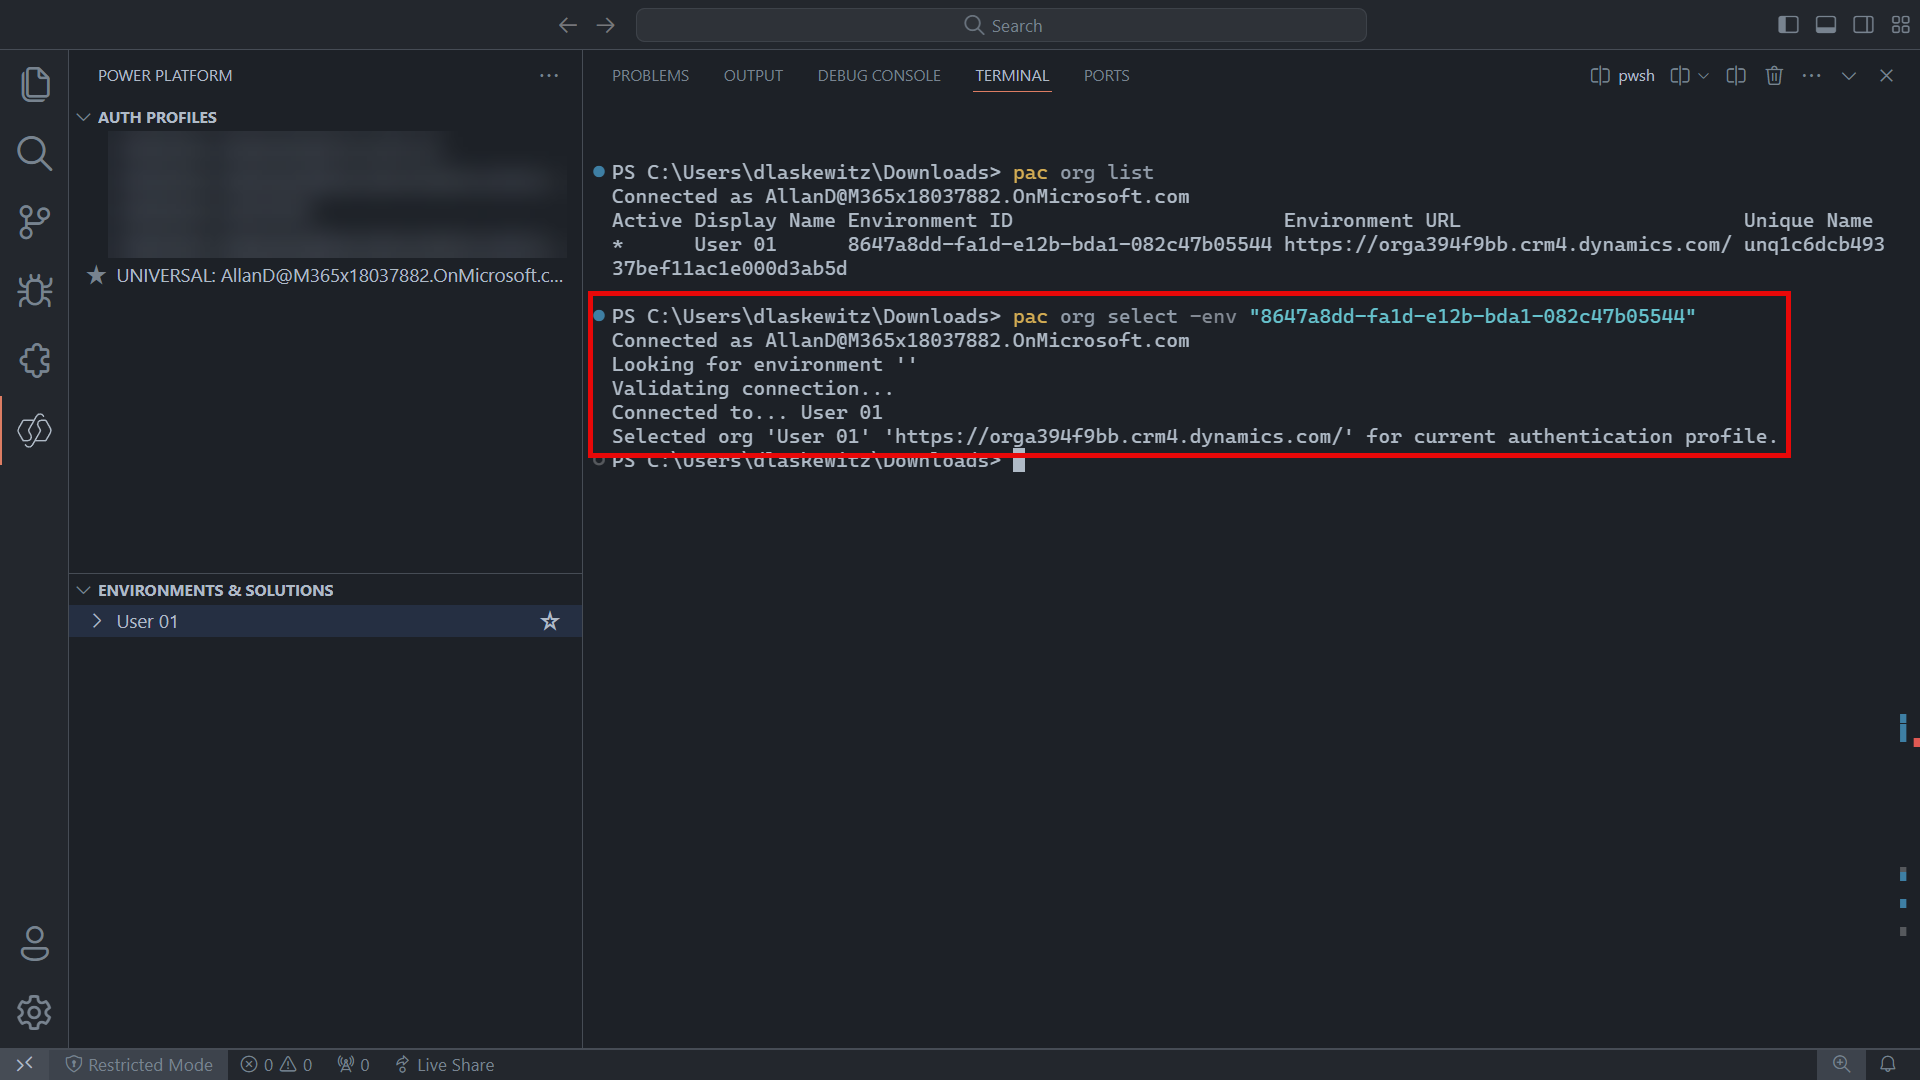 Search
POWER PLATFORM
AUTH PROFILES
UNIVERSAL: AllanD@M365x18037882.OnMicrosoft.c...
ENVIRONMENTS & SOLUTIONS
User 01
PROBLEMS OUTPUT DEBUG CONSOLE TERMINAL PORTS
pwsh
PS C:\Users\dlaskewitz\Downloads> pac org list
Connected as AllanD@M365x18037882.OnMicrosoft.com
Active Display Name Environment ID Environment URL Unique Name
* User 01 8647a8dd-fa1d-e12b-bda1-082c47b05544 https://orga394f9bb.crm4.dynamics.com/ unq1c6dcb493
37bef11ac1e000d3ab5d
PS C:\Users\dlaskewitz\Downloads> pac org select -env "8647a8dd-fa1d-e12b-bda1-082c47b05544"
Connected as AllanD@M365x18037882.OnMicrosoft.com
Looking for environment ''
Validating connection...
Connected to... User 01
Selected org 'User 01' 'https://orga394f9bb.crm4.dynamics.com/' for current authentication profile.
PS C:\Users\dlaskewitz\Downloads>
Restricted Mode 0 0 0 Live Share